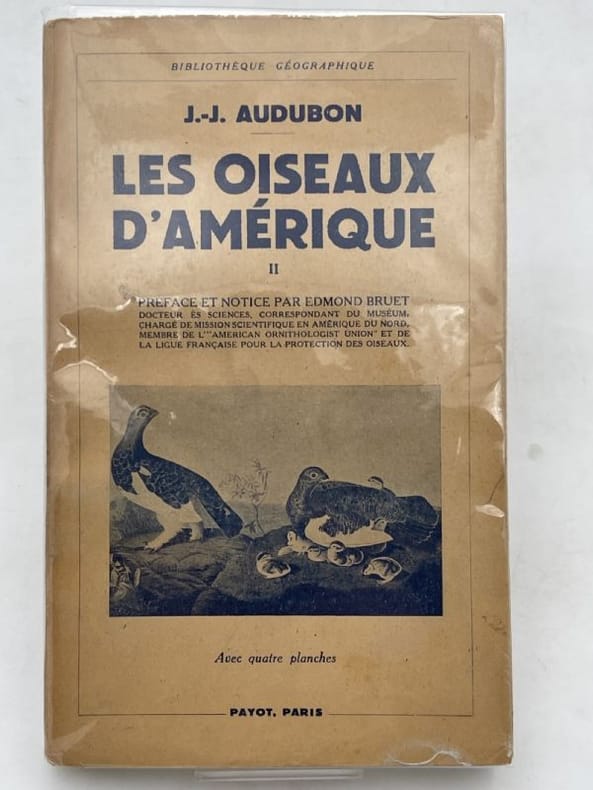 BIBLIOTHÈQUE GÉOGRAPHIQUE
J.-J. AUDUBON
LES OISEAUX
D'AMÉRIQUE
II
PRÉFACE ET NOTICE PAR EDMOND BRUET
DOCTEUR ÈS SCIENCES, CORRESPONDANT DU MUSÉUM,
CHARGÉ DE MISSION SCIENTIFIQUE EN AMÉRIQUE DU NORD,
MEMBRE DE L'"AMERICAN ORNITHOLOGIST UNION" ET DE
LA LIGUE FRANÇAISE POUR LA PROTECTION DES OISEAUX.
Avec quatre planches
PAYOT, PARIS